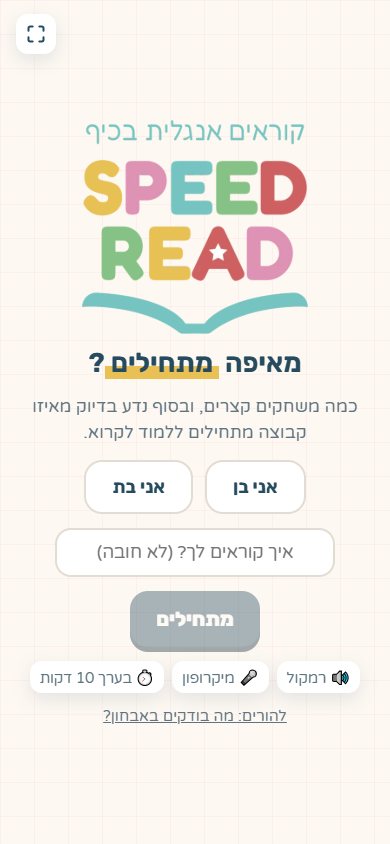 קוראים אנגלית בכיף
SPEED
READ
מאיפה מתחילים?
כמה משחקים קצרים, ובסוף נדע בדיוק מאיזו
קבוצה מתחילים ללמוד לקרוא.
אני בן אני בת
איך קוראים לך? (לא חובה)
מתחילים
רמקול מיקרופון בערך 10 דקות
להורים: מה בודקים באבחון?